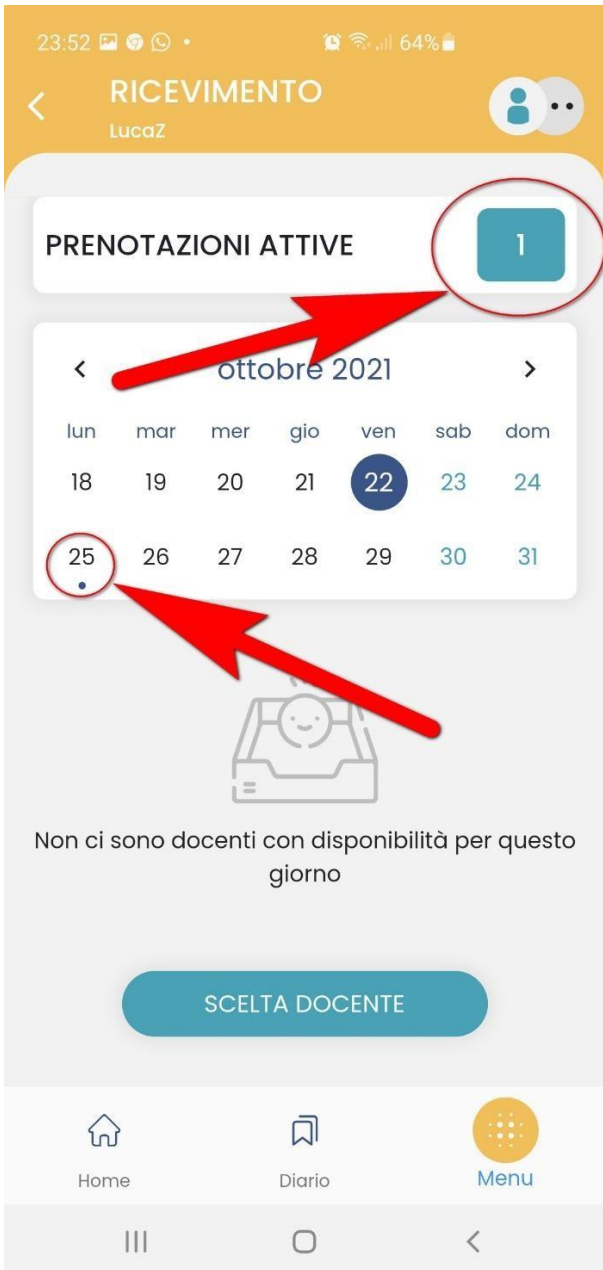 23:52 64%
RICEVIMENTO
LucaZ
PRENOTAZIONI ATTIVE 1
ottobre 2021
lun mar mer gio ven sab dom
18 19 20 21 22 23 24
25 26 27 28 29 30 31
Non ci sono docenti con disponibilità per questo
giorno
SCELTA DOCENTE
Home Diario Menu